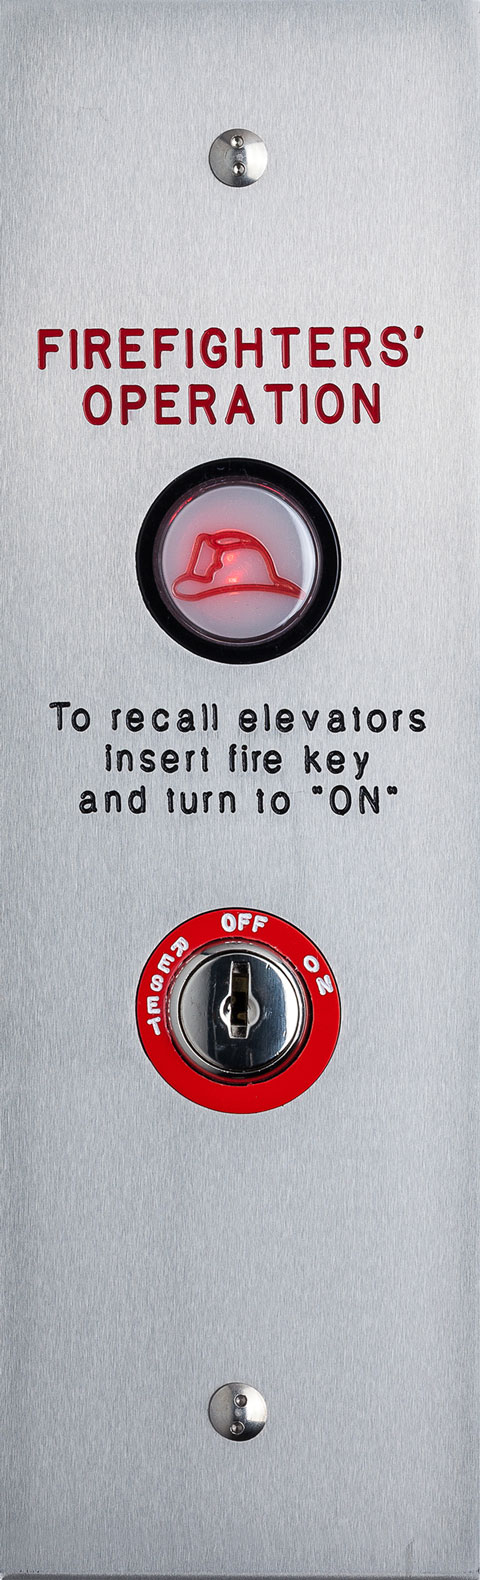 FIREFIGHTERS'
OPERATION
To recall elevators
insert fire key
and turn to "ON"
RESET
OFF
ON